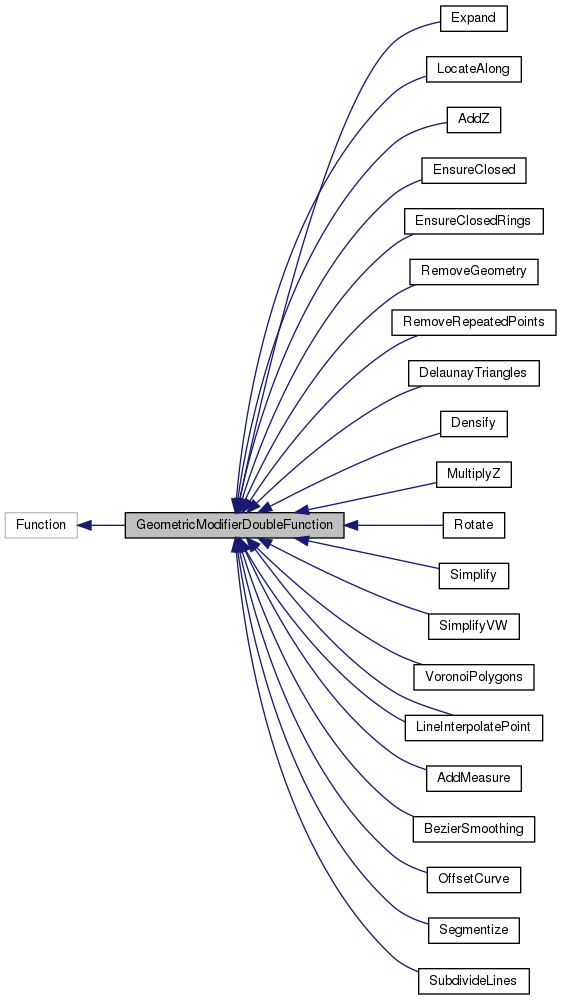 Expand
LocateAlong
AddZ
EnsureClosed
EnsureClosedRings
RemoveGeometry
RemoveRepeatedPoints
DelaunayTriangles
Densify
MultiplyZ
Function
GeometricModifierDoubleFunction
Rotate
Simplify
SimplifyVW
VoronoiPolygons
LineInterpolatePoint
AddMeasure
BezierSmoothing
OffsetCurve
Segmentize
SubdivideLines